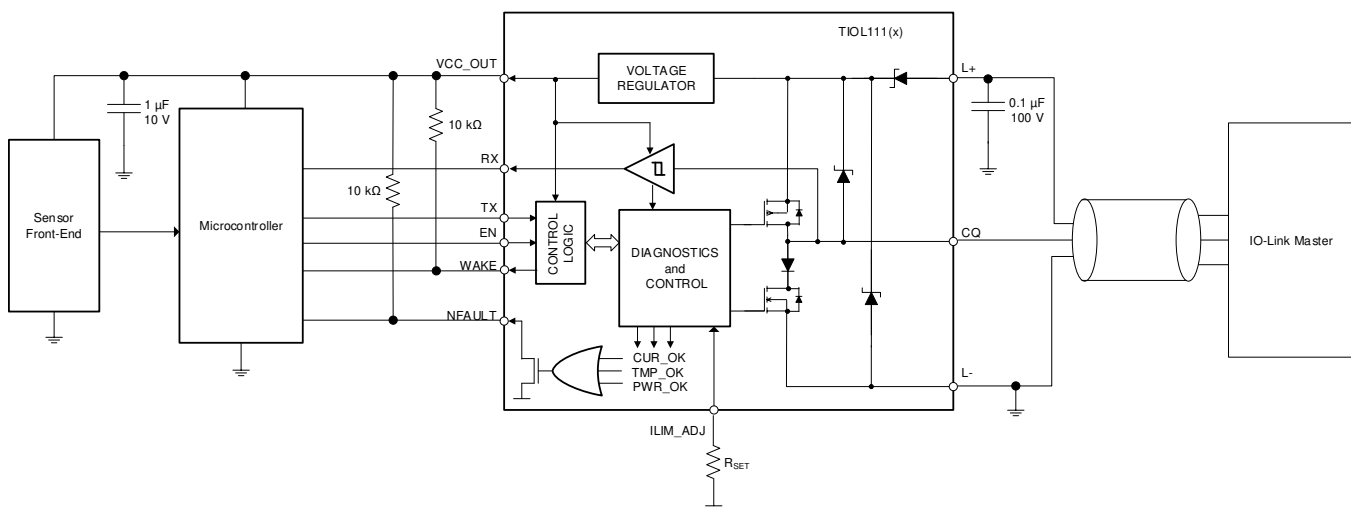 TIOL111(x)
VCC_OUT
VOLTAGE
REGULATOR
L+
1 µF
10 V
10 kΩ
0.1 µF
100 V
RX
10 kΩ
Sensor
Front-End
Microcontroller
TX
EN
WAKE
NFAULT
CONTROL
LOGIC
DIAGNOSTICS
and
CONTROL
CQ
IO-Link Master
CUR_OK
TMP_OK
PWR_OK
L-
ILIM_ADJ
RSET